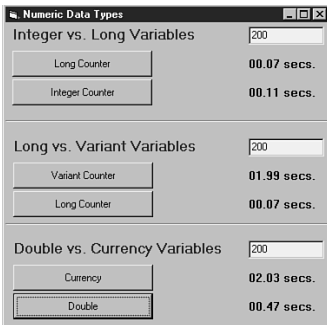 Numeric Data Types
Integer vs. Long Variables 200
Long Counter 00.07 secs.
Integer Counter 00.11 secs.
Long vs. Variant Variables 200
Variant Counter 01.99 secs.
Long Counter 00.07 secs.
Double vs. Currency Variables 200
Currency 02.03 secs.
Double 00.47 secs.